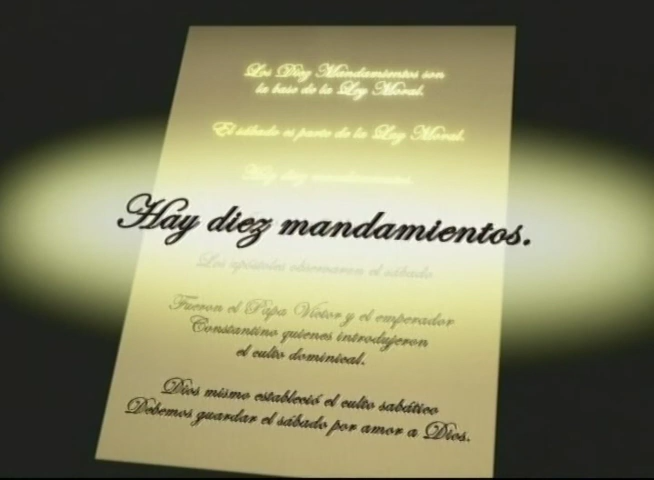 Los Diez Mandamientos son
la base de la Ley Moral.
El sábado es parte de la Ley Moral.
Hay diez mandamientos.
Hay diez mandamientos.
Los apóstoles observaron el sábado
Fueron el Papa Victor y el emperador
Constantino quienes introdujeron
el culto dominical.
Dios mismo estableció el culto sabático
Debemos guardar el sábado por amor a Dios.